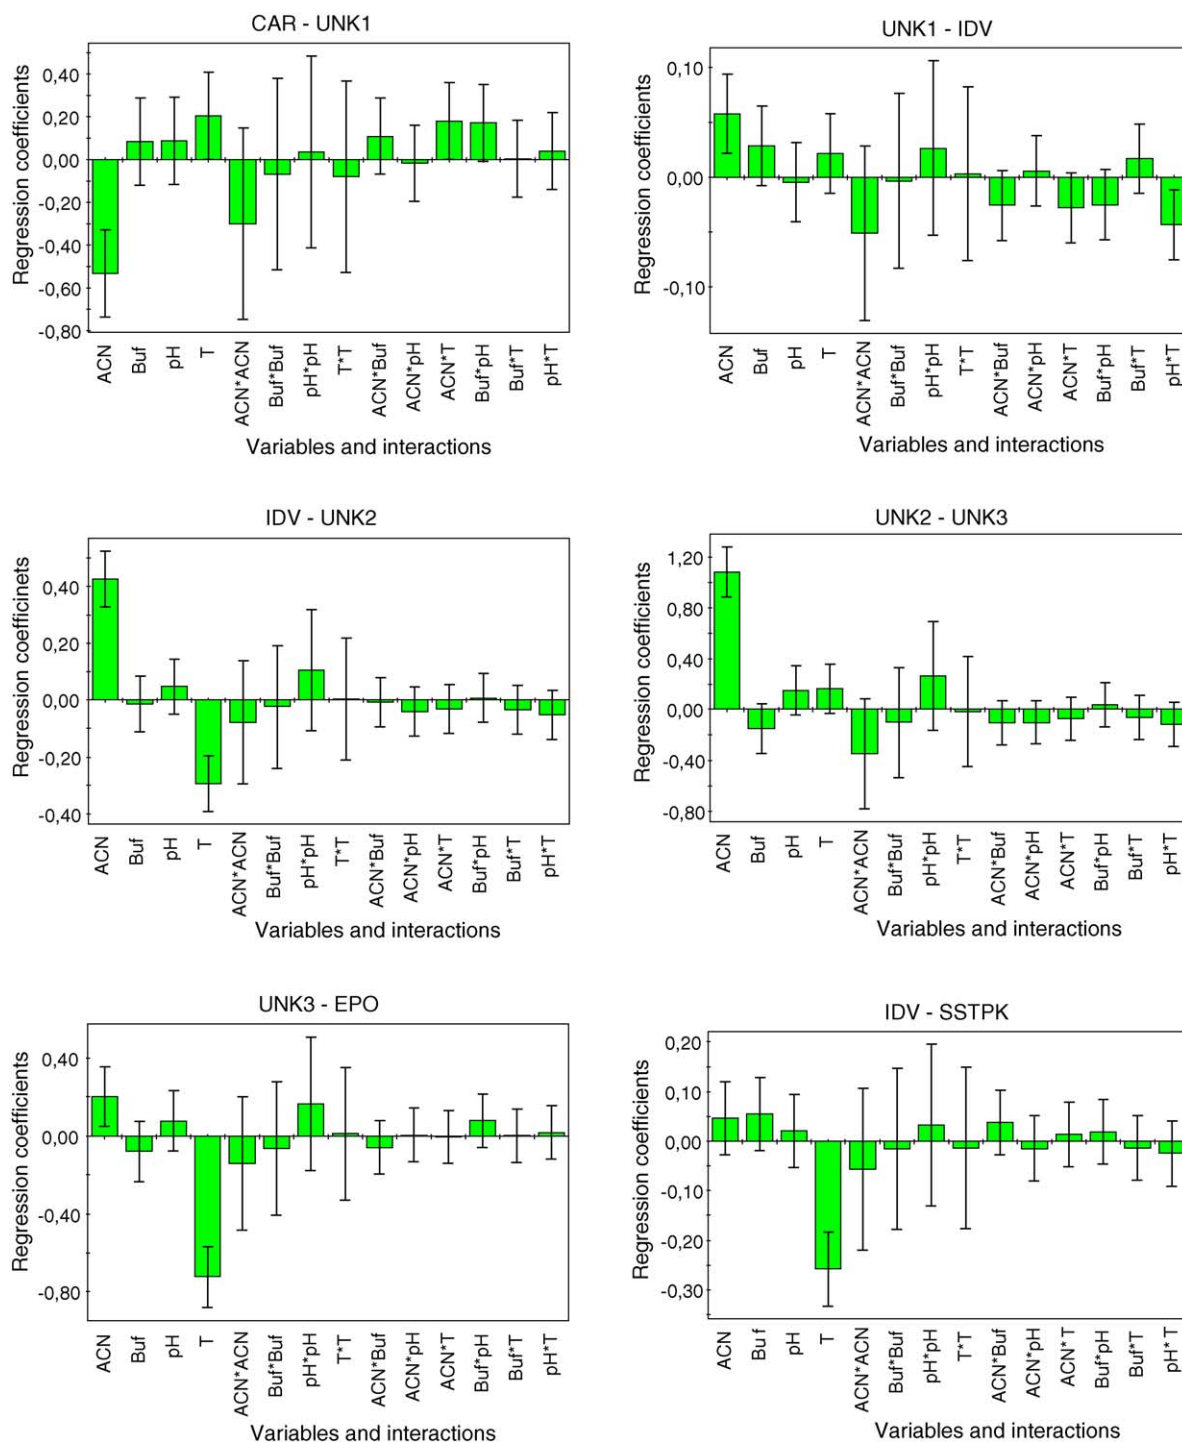 CAR - UNK1
Regression coefficients
0,40
0,20
0,00
-0,20
-0,40
-0,60
-0,80
ACN
Buf
pH
T
ACN*ACN
Buf*Buf
pH*pH
T*T
ACN*Buf
ACN*pH
ACN*T
Buf*pH
Buf*T
pH*T
Variables and interactions
UNK1 - IDV
Regression coefficients
0,10
0,00
-0,10
ACN
Buf
pH
T
ACN*ACN
Buf*Buf
pH*pH
T*T
ACN*Buf
ACN*pH
ACN*T
Buf*pH
Buf*T
pH*T
Variables and interactions
IDV - UNK2
Regression coefficinets
0,40
0,20
0,00
-0,20
-0,40
ACN
Buf
pH
T
ACN*ACN
Buf*Buf
pH*pH
T*T
ACN*Buf
ACN*pH
ACN*T
Buf*pH
Buf*T
pH*T
Variables and interactions
UNK2 - UNK3
Regression coefficients
1,20
0,80
0,40
0,00
-0,40
-0,80
ACN
Buf
pH
T
ACN*ACN
Buf*Buf
pH*pH
T*T
ACN*Buf
ACN*pH
ACN*T
Buf*pH
Buf*T
pH*T
Variables and interactions
UNK3 - EPO
Regression coefficients
0,40
0,00
-0,40
-0,80
ACN
Buf
pH
T
ACN*ACN
Buf*Buf
pH*pH
T*T
ACN*Buf
ACN*pH
ACN*T
Buf*pH
Buf*T
pH*T
Variables and interactions
IDV - SSTPK
Regression coefficients
0,20
0,10
0,00
-0,10
-0,20
-0,30
ACN
Buf
pH
T
ACN*ACN
Buf*Buf
pH*pH
T*T
ACN*Buf
ACN*pH
ACN*T
Buf*pH
Buf*T
pH*T
Variables and interactions